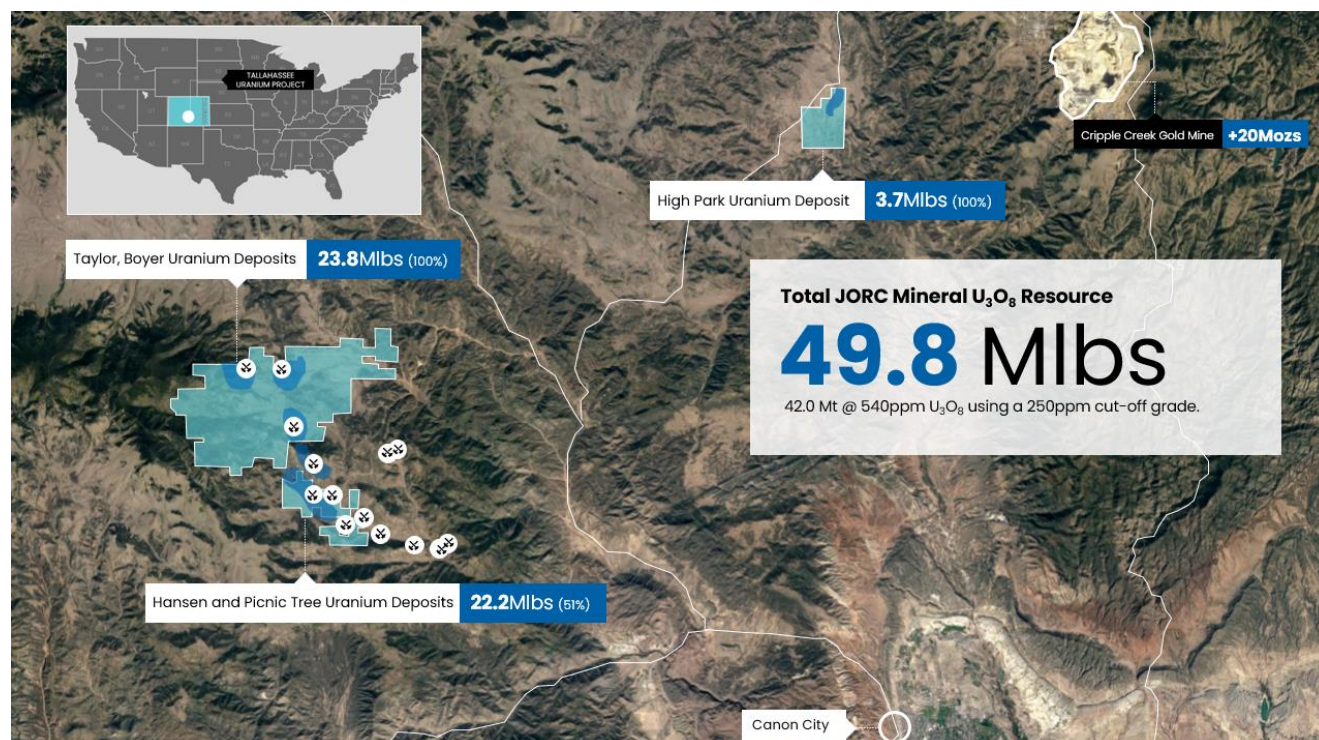 TALLAHASSEE
URANIUM PROJECT
Cripple Creek Gold Mine +20Mozs
High Park Uranium Deposit 3.7Mlbs (100%)
Taylor, Boyer Uranium Deposits 23.8Mlbs (100%)
Total JORC Mineral U₃O₈ Resource
49.8 Mlbs
42.0 Mt @ 540ppm U₃O₈ using a 250ppm cut-off grade.
Hansen and Picnic Tree Uranium Deposits 22.2Mlbs (51%)
Canon City